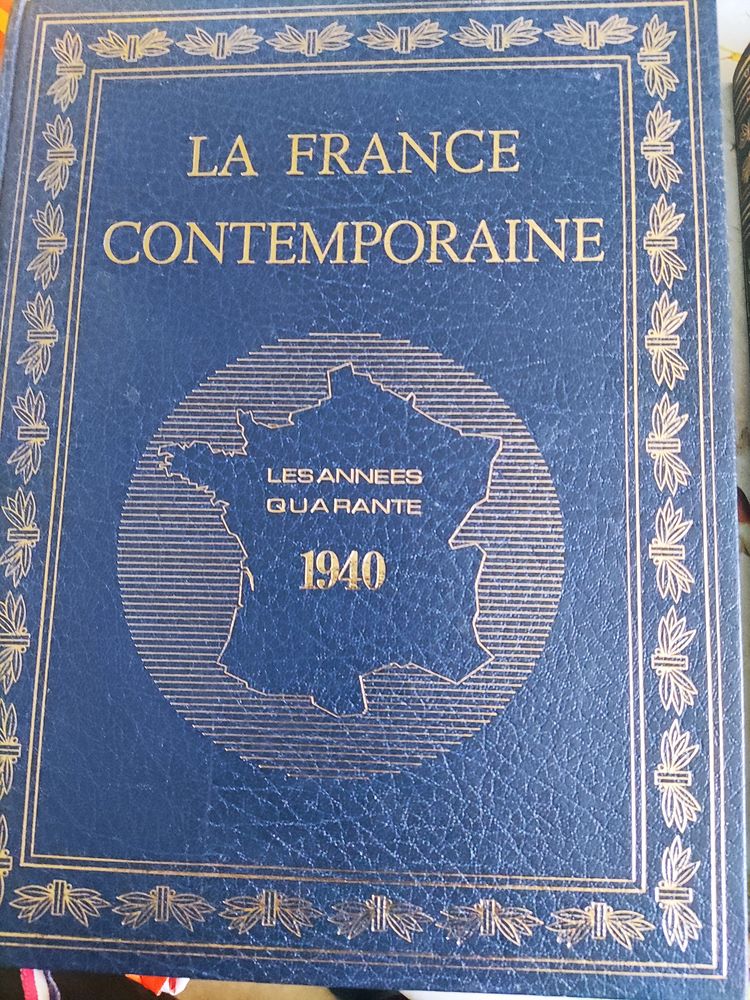 LA FRANCE
CONTEMPORAINE
LES ANNEES
QUARANTE
1940